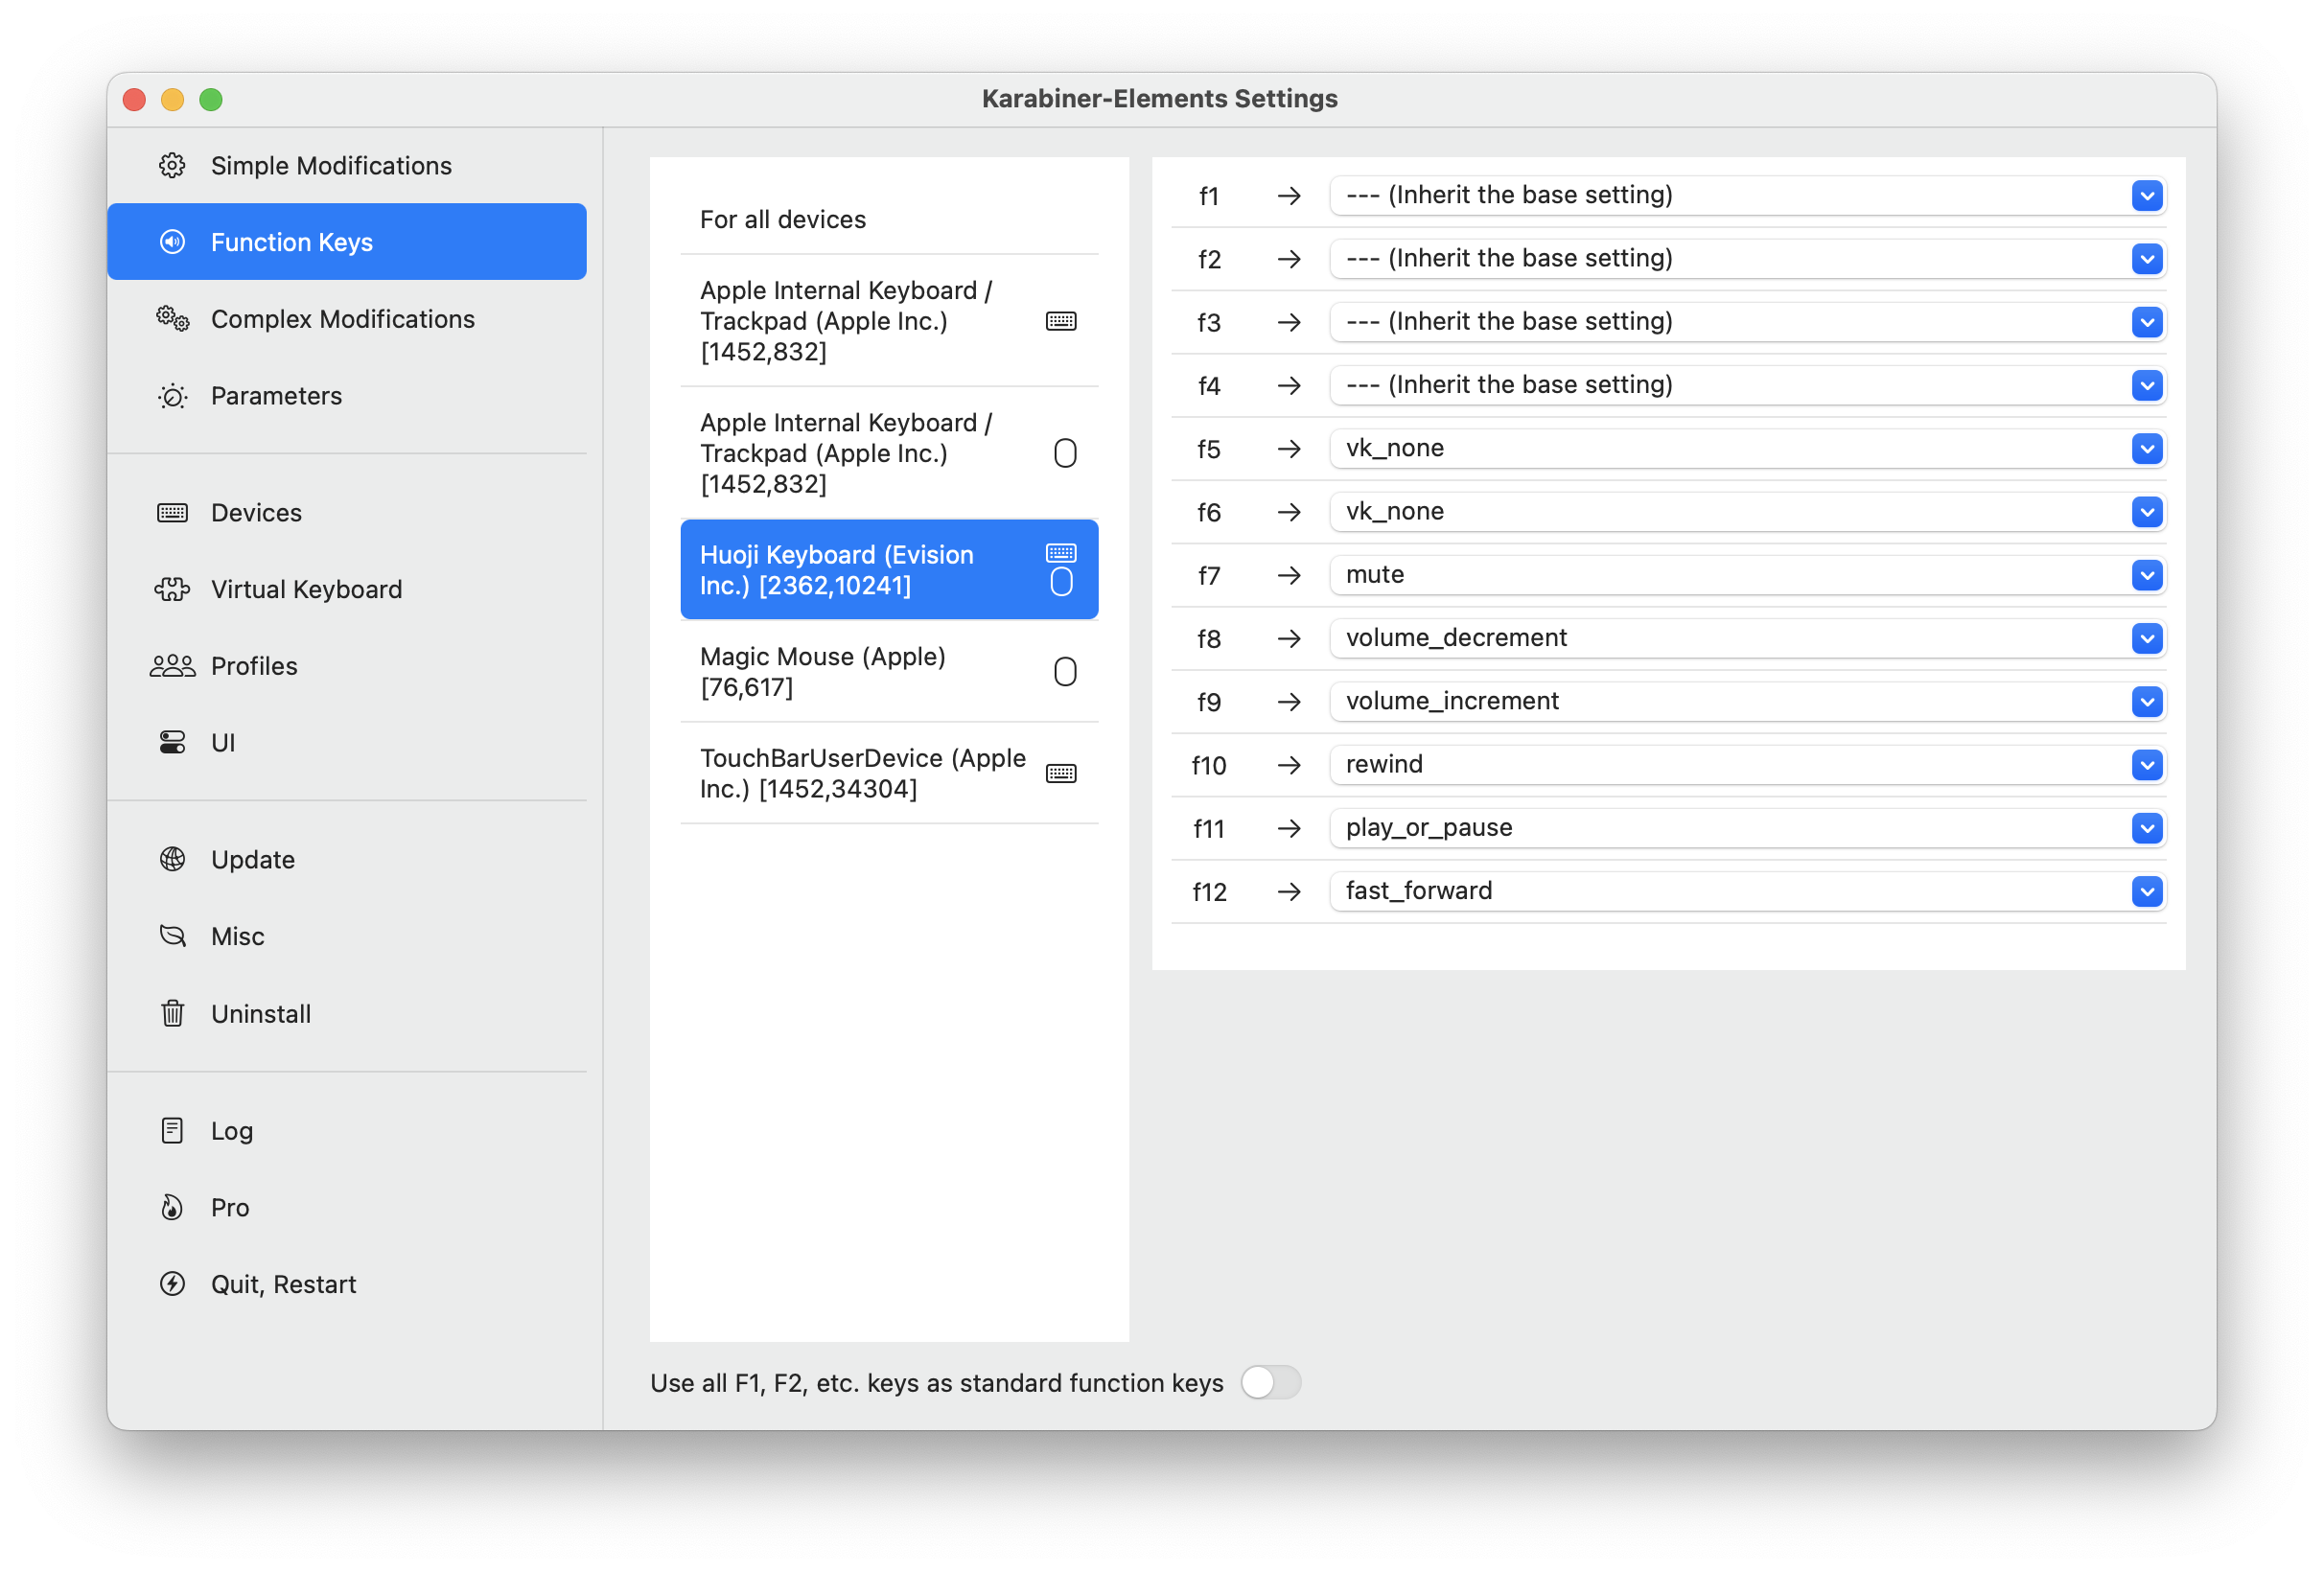 Karabiner-Elements Settings
Simple Modifications
Function Keys
Complex Modifications
Parameters
Devices
Virtual Keyboard
Profiles
UI
Update
Misc
Uninstall
Log
Pro
Quit, Restart
For all devices
Apple Internal Keyboard /
Trackpad (Apple Inc.)
[1452,832]
Apple Internal Keyboard /
Trackpad (Apple Inc.)
[1452,832]
Huoji Keyboard (Evision
Inc.) [2362,10241]
Magic Mouse (Apple)
[76,617]
TouchBarUserDevice (Apple
Inc.) [1452,34304]
f1 → --- (Inherit the base setting)
f2 → --- (Inherit the base setting)
f3 → --- (Inherit the base setting)
f4 → --- (Inherit the base setting)
f5 → vk_none
f6 → vk_none
f7 → mute
f8 → volume_decrement
f9 → volume_increment
f10 → rewind
f11 → play_or_pause
f12 → fast_forward
Use all F1, F2, etc. keys as standard function keys